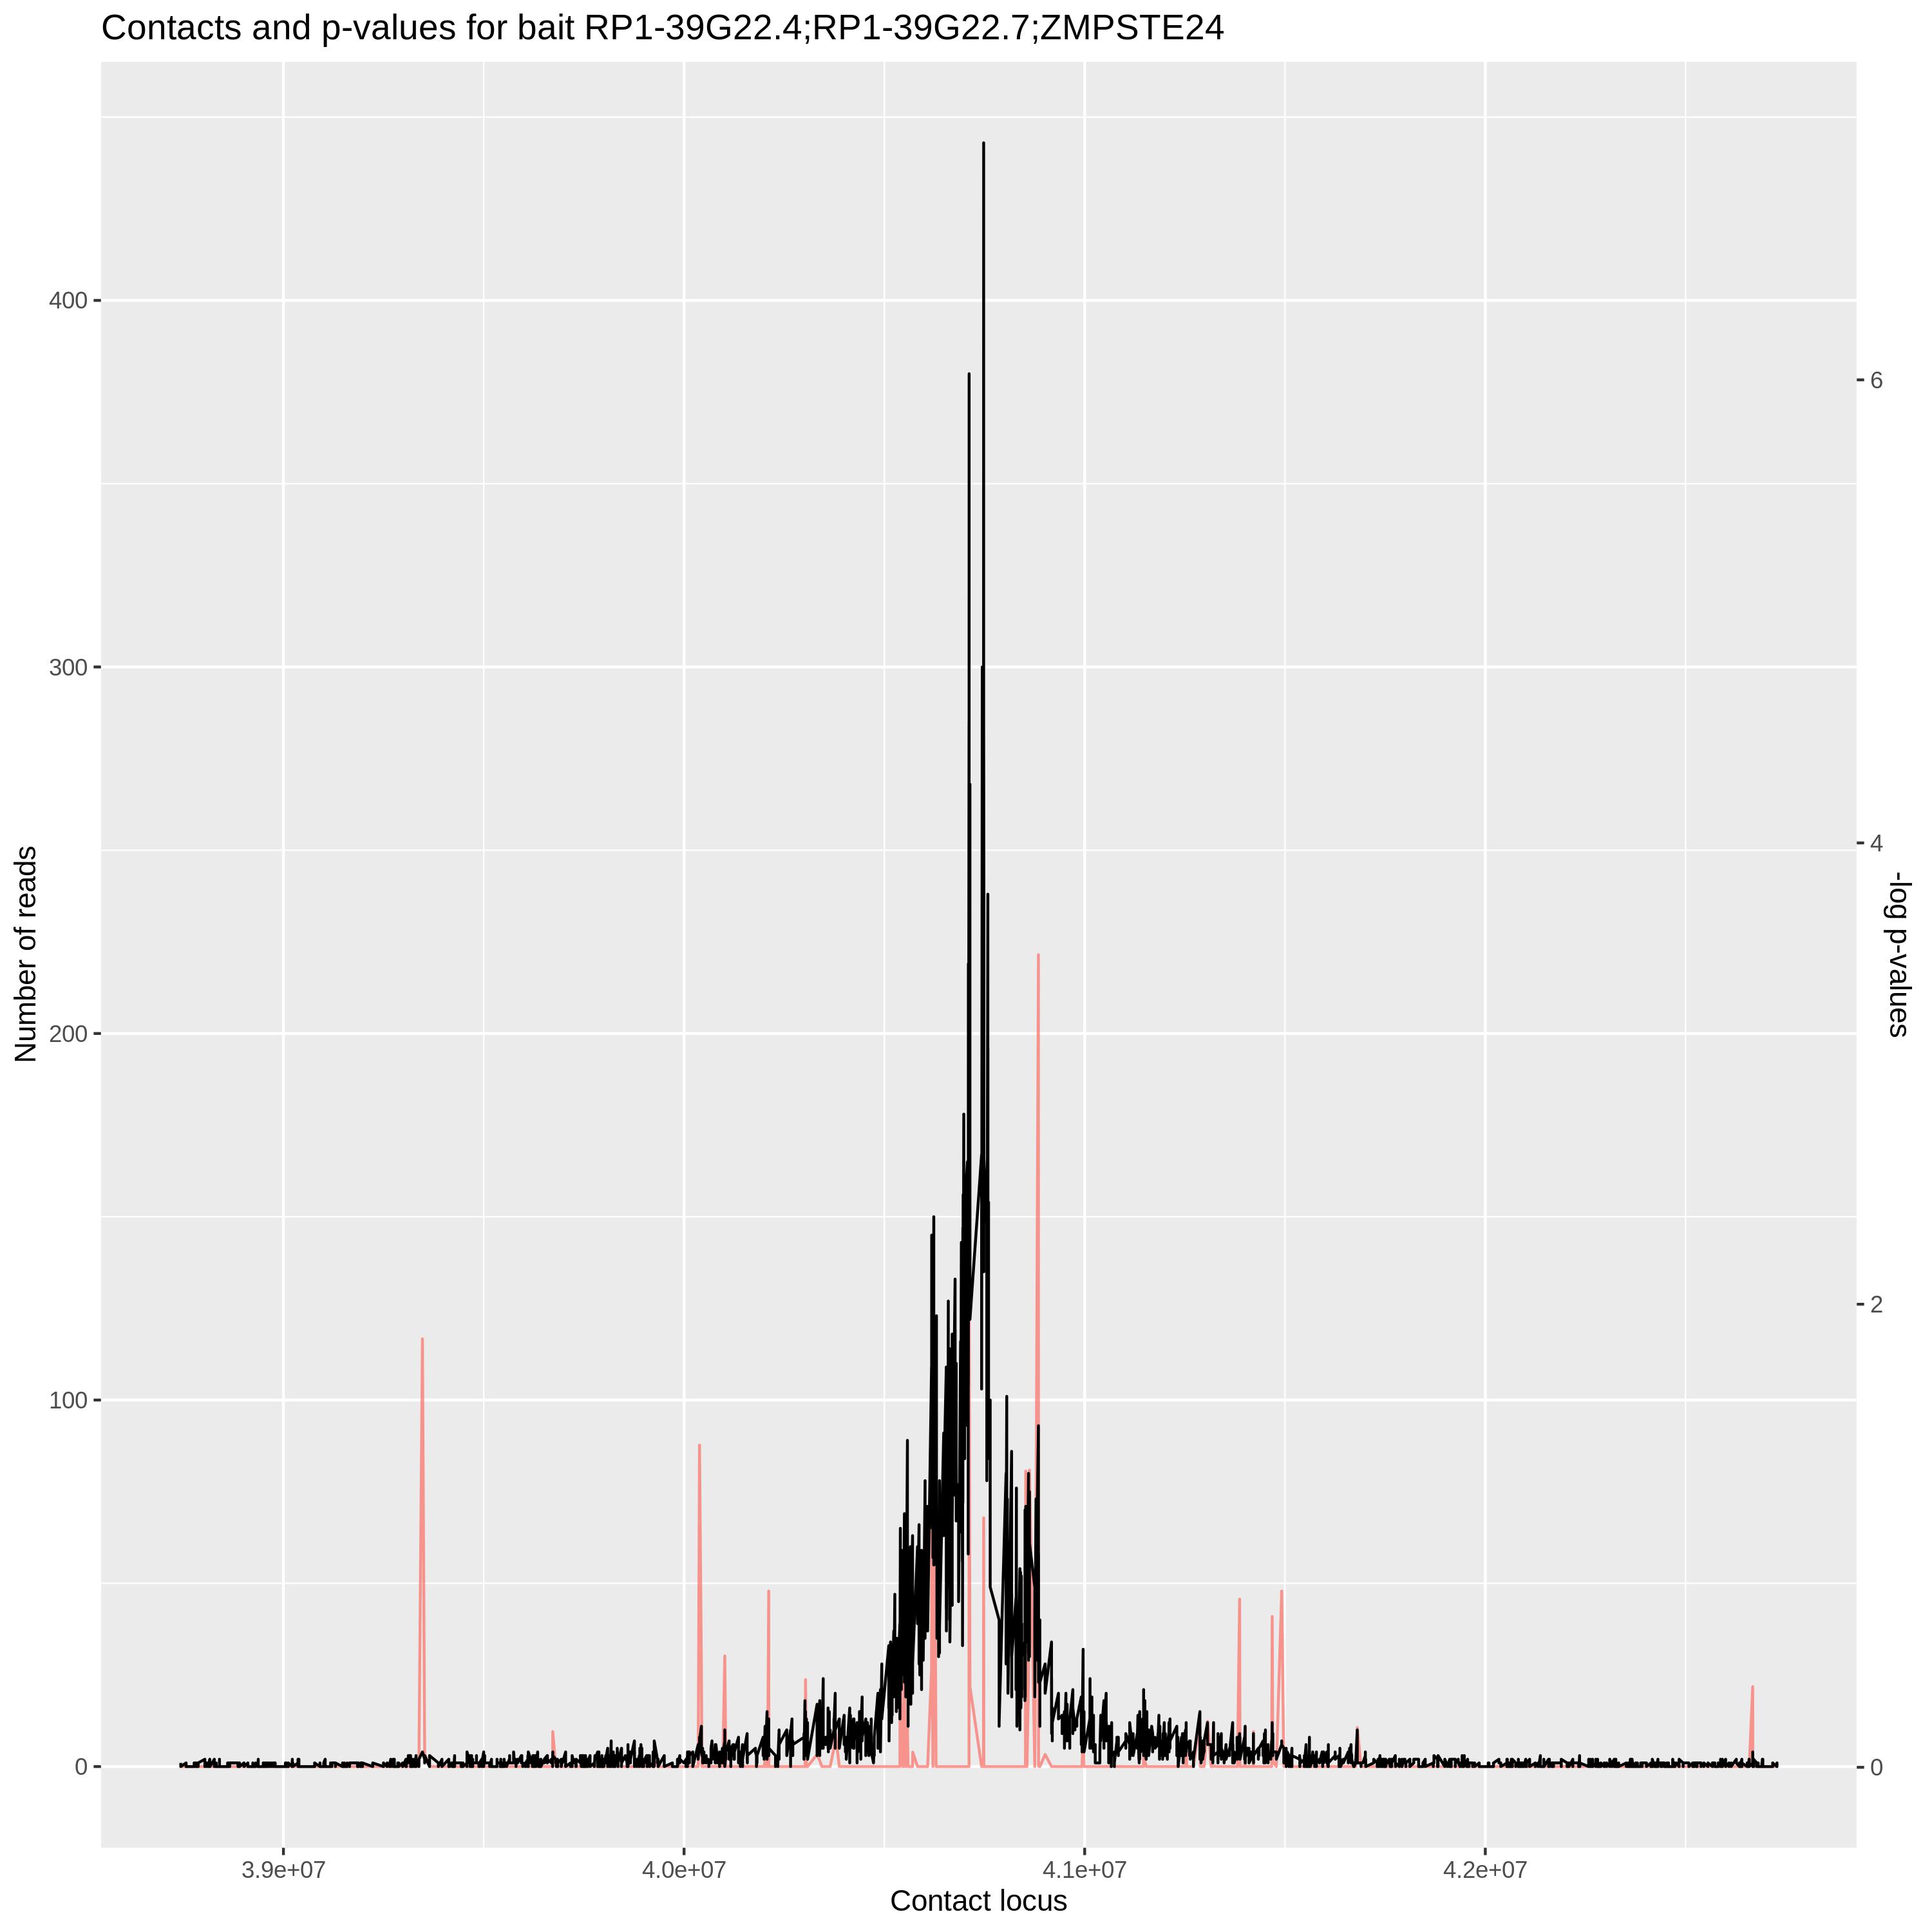 Contacts and p-values for bait RP1-39G22.4;RP1-39G22.7;ZMPSTE24
Number of reads
400
300
200
100
0
6
4
2
0
-log p-values
3.9e+07 4.0e+07 4.1e+07 4.2e+07
Contact locus